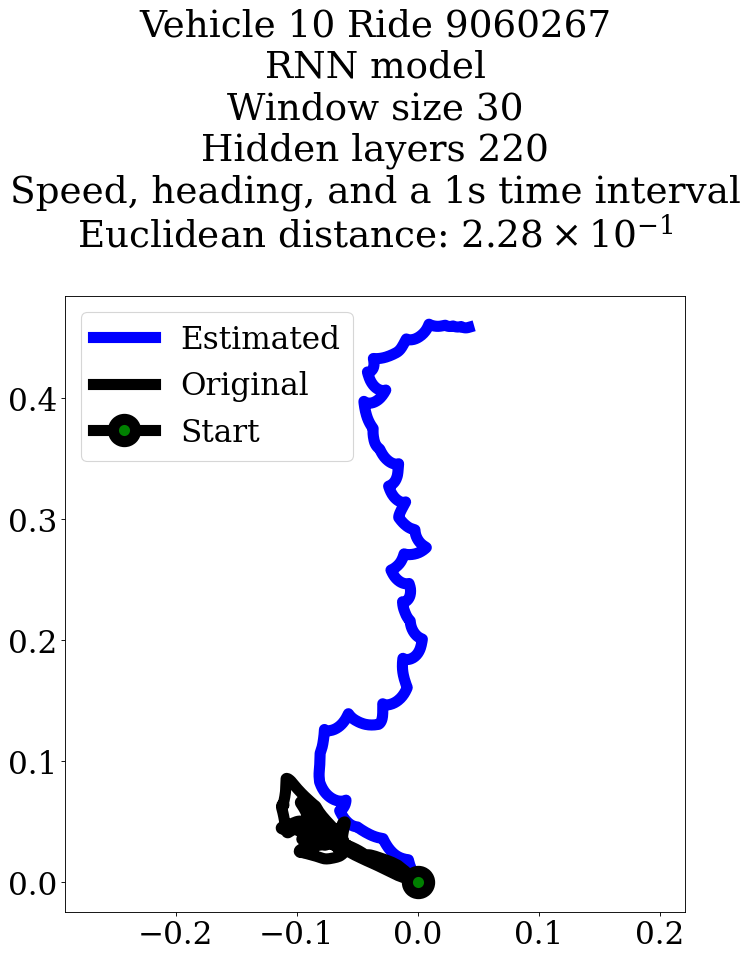 Vehicle 10 Ride 9060267
RNN model
Window size 30
Hidden layers 220
Speed, heading, and a 1s time interval
Euclidean distance: 2.28 × 10⁻¹
Estimated
Original
Start
0.4
0.3
0.2
0.1
0.0
−0.2 −0.1 0.0 0.1 0.2